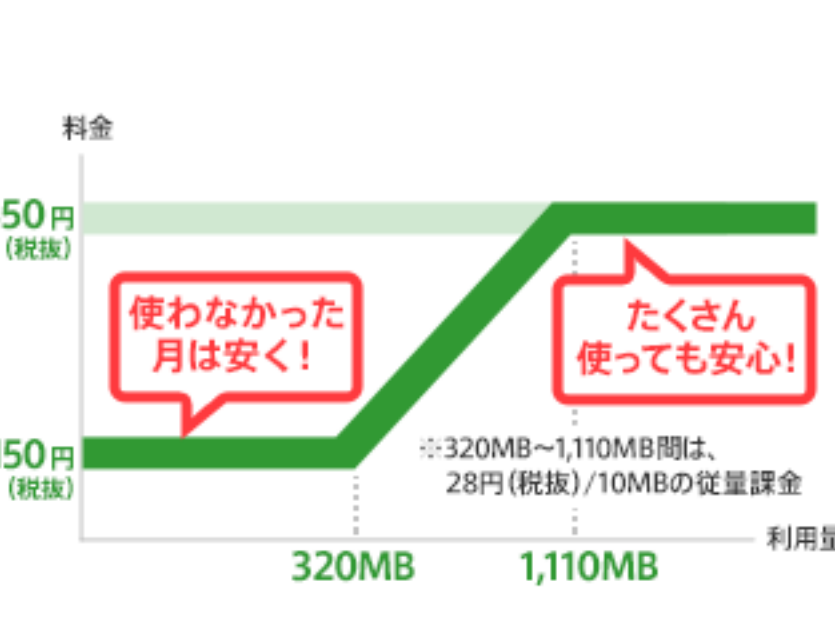 料金
50円
(税抜)
使わなかった
月は安く!
たくさん
使っても安心!
50円
(税抜)
※320MB〜1,110MB間は、
28円(税抜)/10MBの従量課金
利用量
320MB
1,110MB